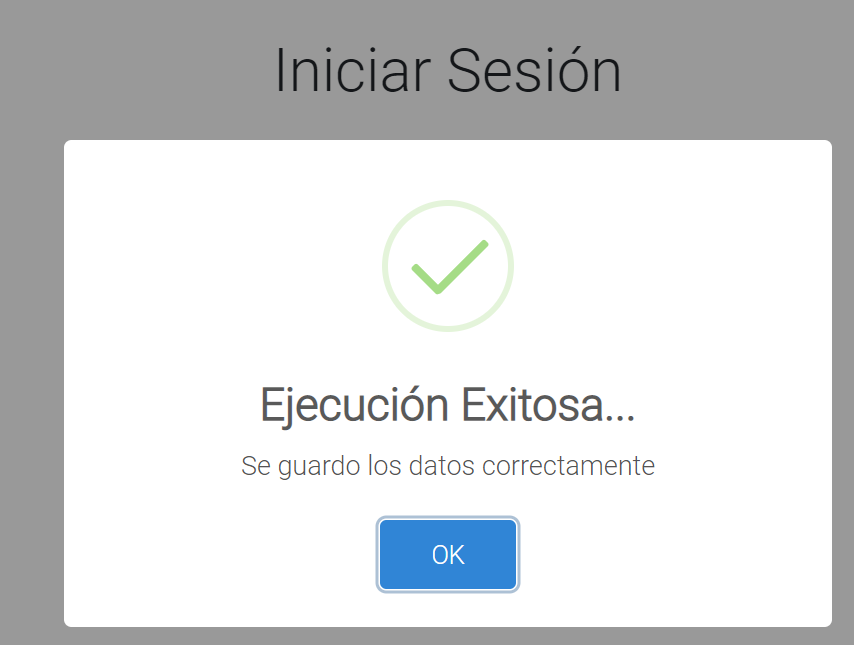 Iniciar Sesión
Ejecución Exitosa...
Se guardo los datos correctamente
OK